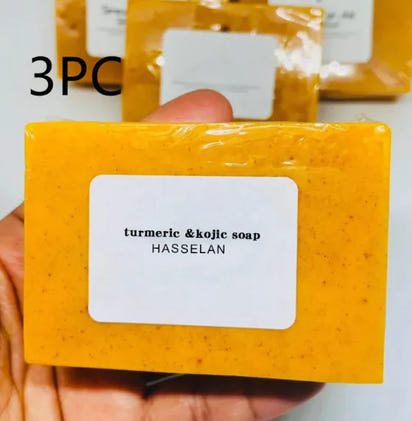 3PC
turmeric &kojic soap
HASSELAN